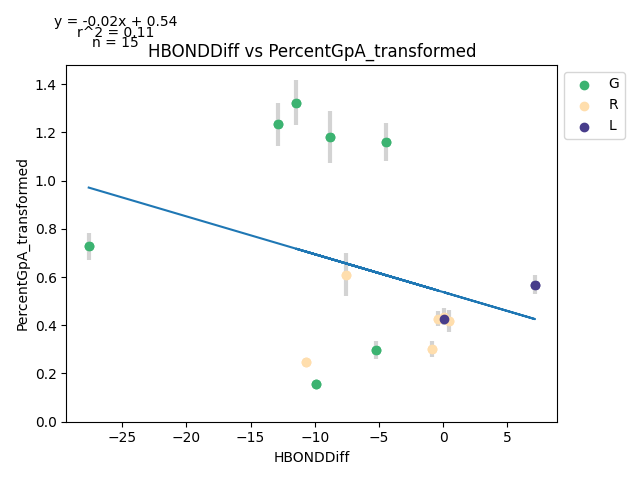 y = -0.02x + 0.54
r^2 = 0.11
n = 15
HBONDDiff vs PercentGpA_transformed
G
R
L
PercentGpA_transformed
1.4
1.2
1.0
0.8
0.6
0.4
0.2
0.0
−25 −20 −15 −10 −5 0 5
HBONDDiff